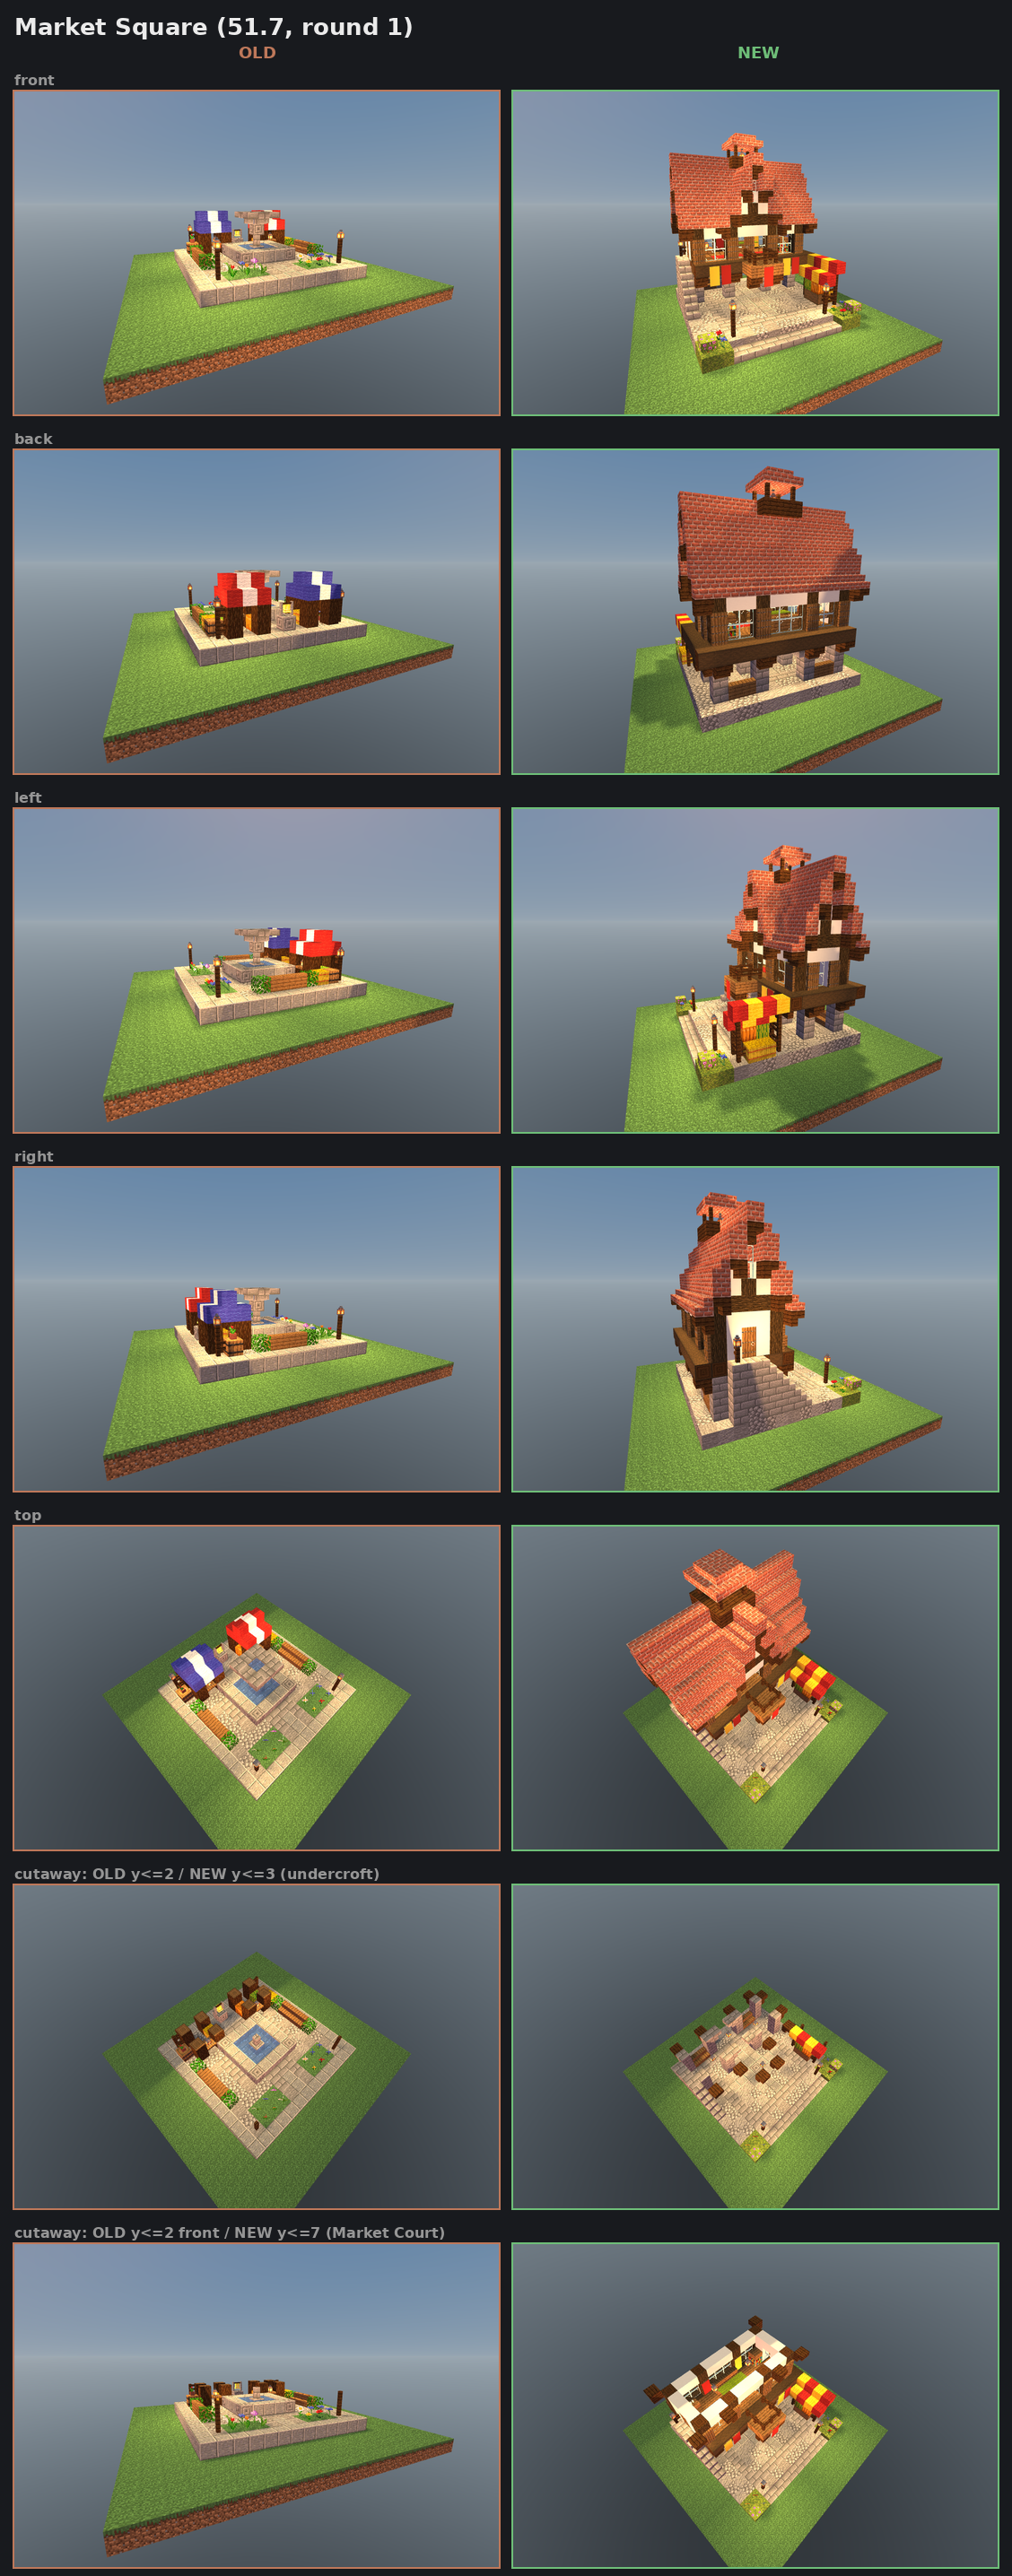 Market Square (51.7, round 1)
OLD
NEW
front
back
left
right
top
cutaway: OLD y<=2 / NEW y<=3 (undercroft)
cutaway: OLD y<=2 front / NEW y<=7 (Market Court)